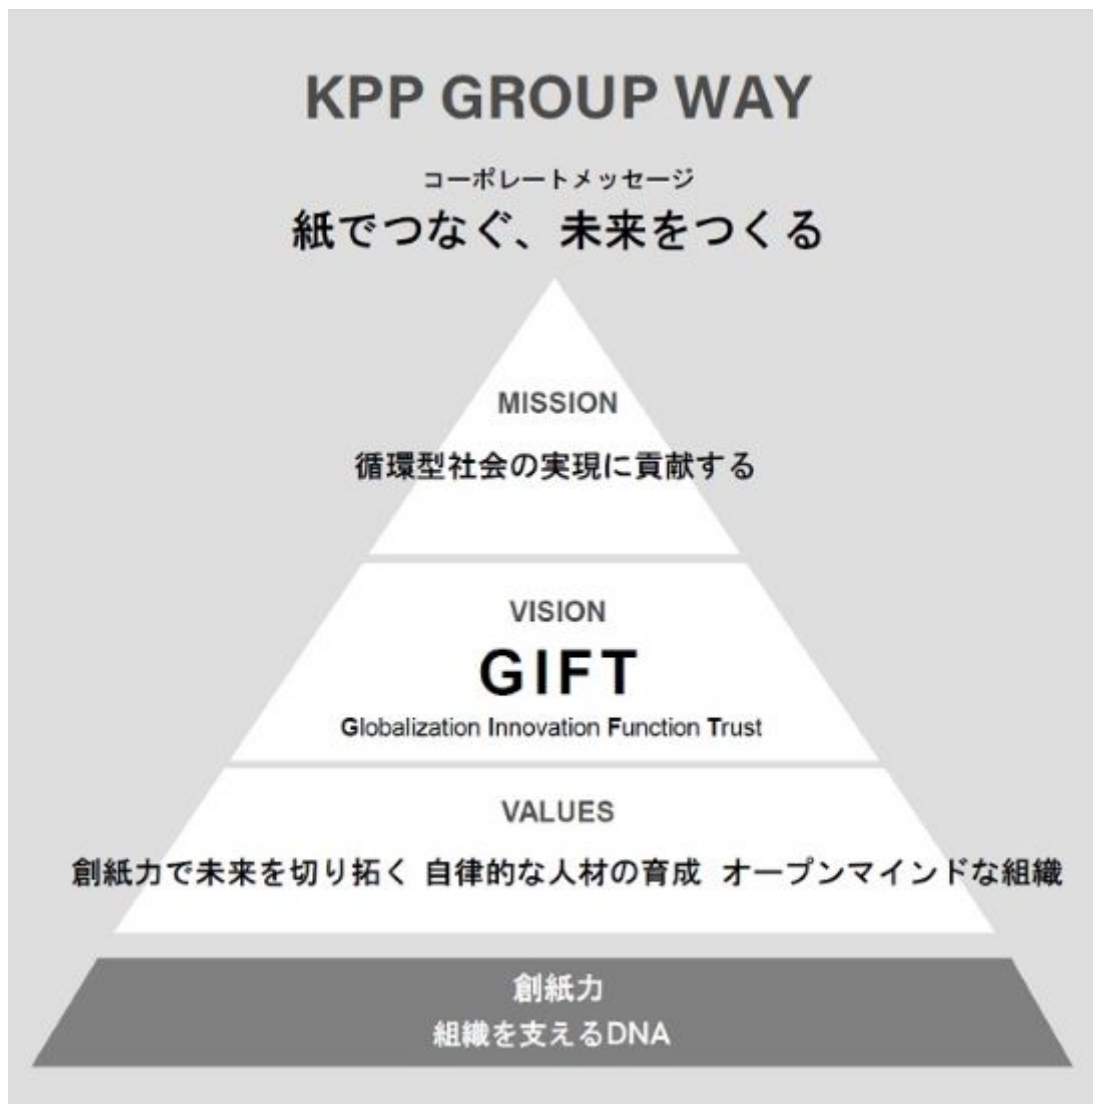 KPP GROUP WAY
コーポレートメッセージ
紙でつなぐ、未来をつくる
MISSION
循環型社会の実現に貢献する
VISION
GIFT
Globalization Innovation Function Trust
VALUES
創紙力で未来を切り拓く 自律的な人材の育成 オープンマインドな組織
創紙力
組織を支えるDNA